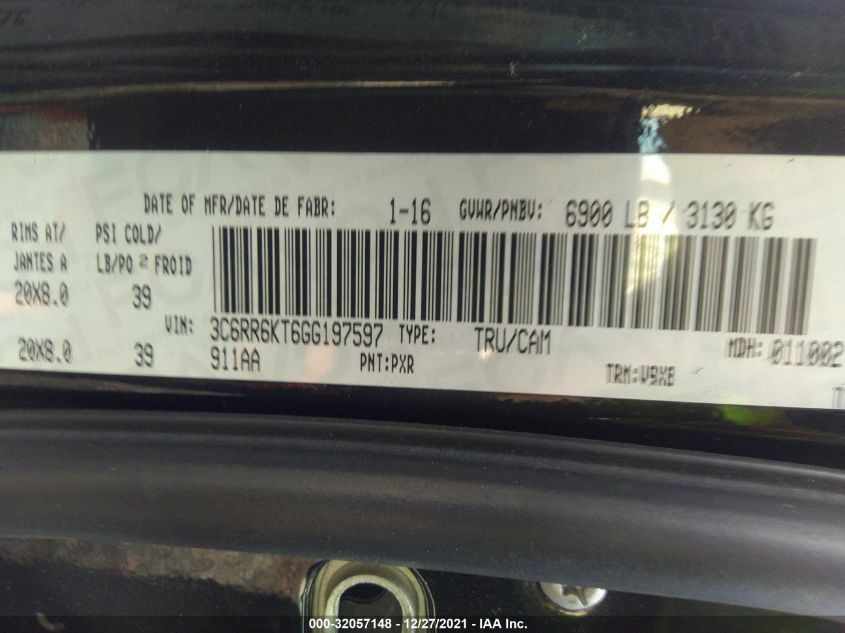 DATE OF MFR/DATE DE FABR: 1-16 GVWR/PNBV: 6900 LB / 3130 KG
RIMS AT/ PSI COLD/
JANTES A LB/PO 2 FROID
20X8.0 39
VIN: 3C6RR6KT6GG197597 TYPE: TRU/CAM MDH: 011002
20X8.0 39 911AA PNT:PXR TRM:V9X8
000-32057148 - 12/27/2021 - IAA Inc.